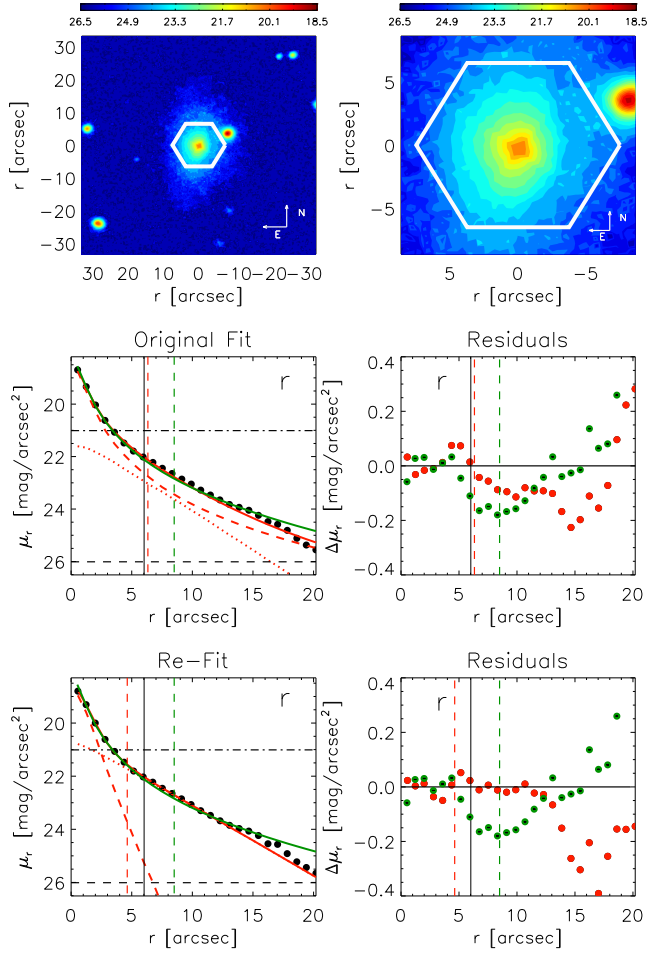 26.5 24.9 23.3 21.7 20.1 18.5
26.5 24.9 23.3 21.7 20.1 18.5
r [arcsec]
30
20
10
0
−10
−20
−30
N
E
30 20 10 0 −10−20−30
r [arcsec]
r [arcsec]
5
0
−5
N
E
5 0 −5
r [arcsec]
Original Fit
μr [mag/arcsec²]
20
22
24
26
r
0 5 10 15 20
r [arcsec]
Residuals
Δμr [mag/arcsec²]
0.4
0.2
0.0
−0.2
−0.4
r
0 5 10 15 20
r [arcsec]
Re−Fit
μr [mag/arcsec²]
20
22
24
26
r
0 5 10 15 20
r [arcsec]
Residuals
Δμr [mag/arcsec²]
0.4
0.2
0.0
−0.2
−0.4
r
0 5 10 15 20
r [arcsec]